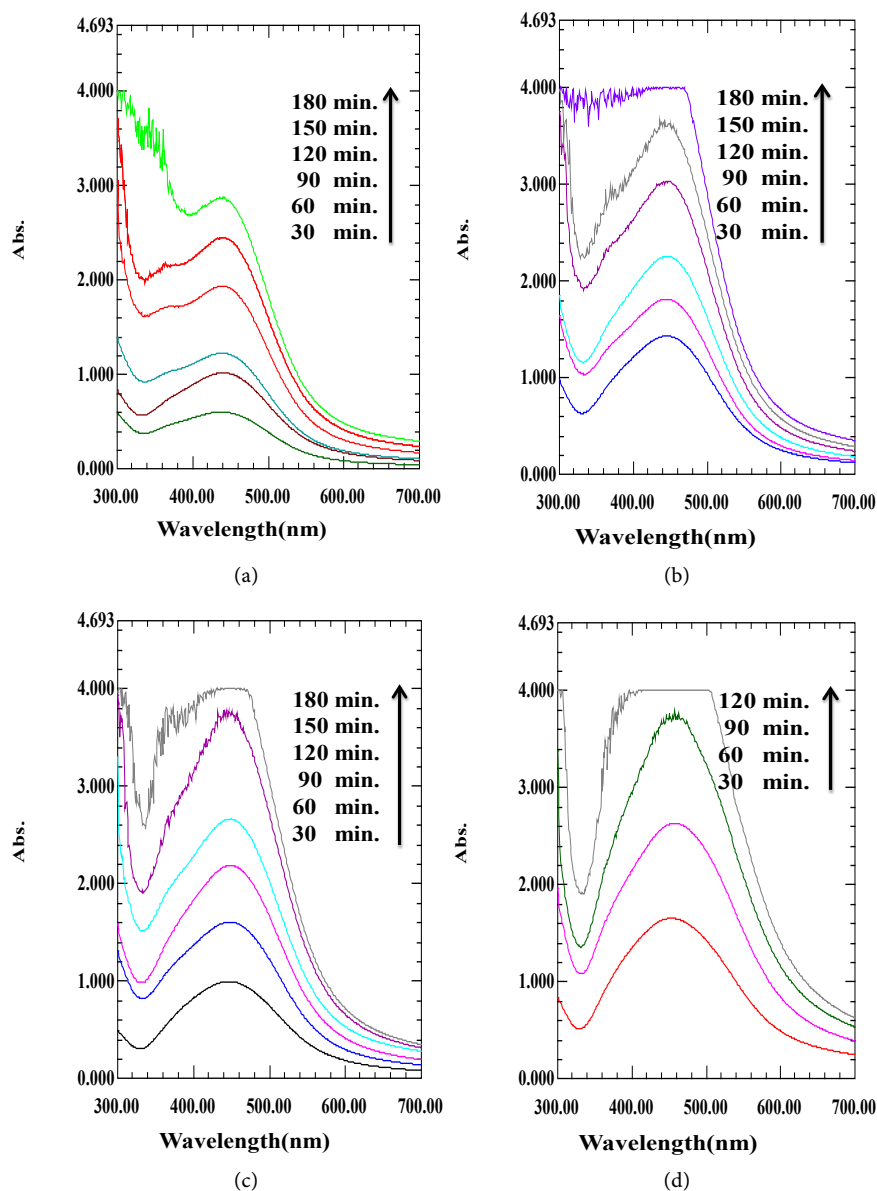 4.693
4.000
3.000
2.000
1.000
0.000
Abs.
180 min.
150 min.
120 min.
90 min.
60 min.
30 min.
300.00 400.00 500.00 600.00 700.00
Wavelength(nm)
(a)
4.693
4.000
3.000
2.000
1.000
0.000
Abs.
180 min.
150 min.
120 min.
90 min.
60 min.
30 min.
300.00 400.00 500.00 600.00 700.00
Wavelength(nm)
(b)
4.693
4.000
3.000
2.000
1.000
0.000
Abs.
180 min.
150 min.
120 min.
90 min.
60 min.
30 min.
300.00 400.00 500.00 600.00 700.00
Wavelength(nm)
(c)
4.693
4.000
3.000
2.000
1.000
0.000
Abs.
120 min.
90 min.
60 min.
30 min.
300.00 400.00 500.00 600.00 700.00
Wavelength(nm)
(d)